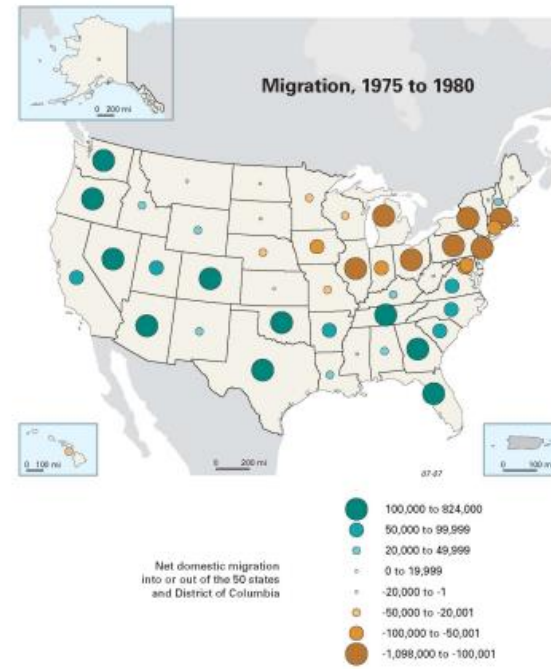 Migration, 1975 to 1980
0 200 mi
0 100 mi
0 200 mi
07-07
0 100 mi
100,000 to 824,000
50,000 to 99,999
20,000 to 49,999
0 to 19,999
-20,000 to -1
-50,000 to -20,001
-100,000 to -50,001
-1,098,000 to -100,001
Net domestic migration
into or out of the 50 states
and District of Columbia